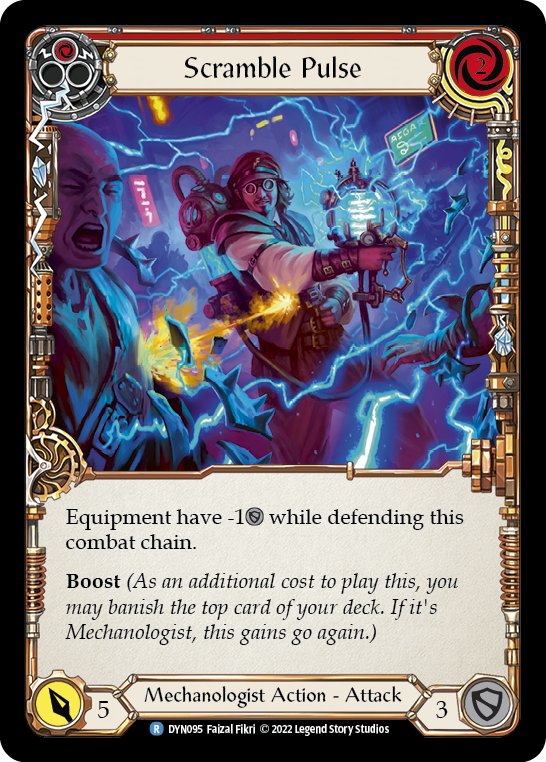 Scramble Pulse
2
ASGA
Equipment have -1 while defending this
combat chain.
Boost (As an additional cost to play this, you
may banish the top card of your deck. If it's
Mechanologist, this gains go again.)
5
Mechanologist Action - Attack
3
R DYN095 Faizal Fikri © 2022 Legend Story Studios